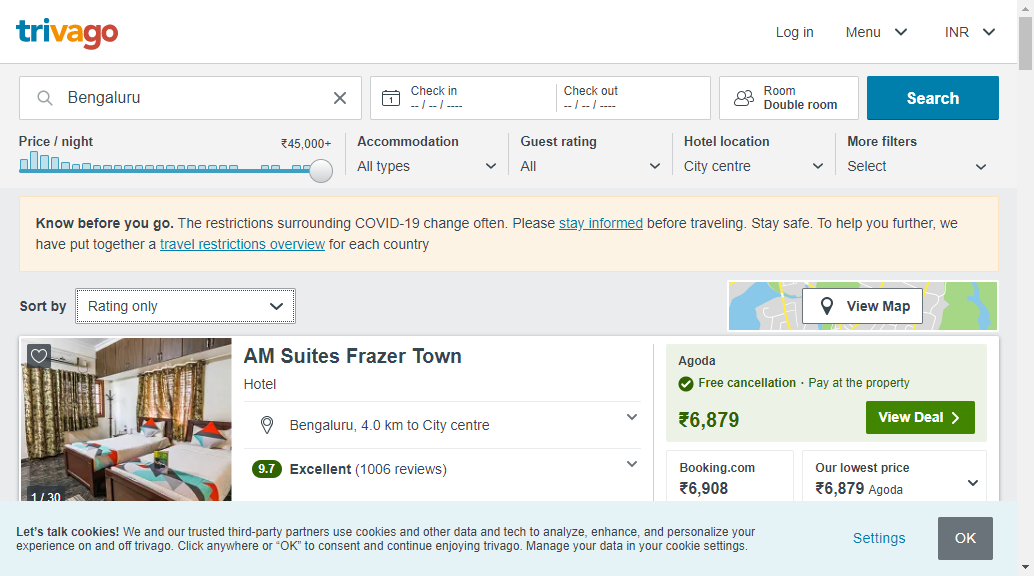 trivago
Log in
Menu
INR
Bengaluru
1
Check in
-- / -- / ----
Check out
-- / -- / ----
Room
Double room
Search
Price / night
₹45,000+
Accommodation
All types
Guest rating
All
Hotel location
City centre
More filters
Select
Know before you go. The restrictions surrounding COVID-19 change often. Please stay informed before traveling. Stay safe. To help you further, we
have put together a travel restrictions overview for each country
Sort by
Rating only
View Map
1 / 30
AM Suites Frazer Town
Hotel
Bengaluru, 4.0 km to City centre
9.7 Excellent (1006 reviews)
Agoda
Free cancellation · Pay at the property
₹6,879
View Deal
Booking.com
₹6,908
Our lowest price
₹6,879 Agoda
Let's talk cookies! We and our trusted third-party partners use cookies and other data and tech to analyze, enhance, and personalize your
experience on and off trivago. Click anywhere or “OK” to consent and continue enjoying trivago. Manage your data in your cookie settings.
Settings
OK